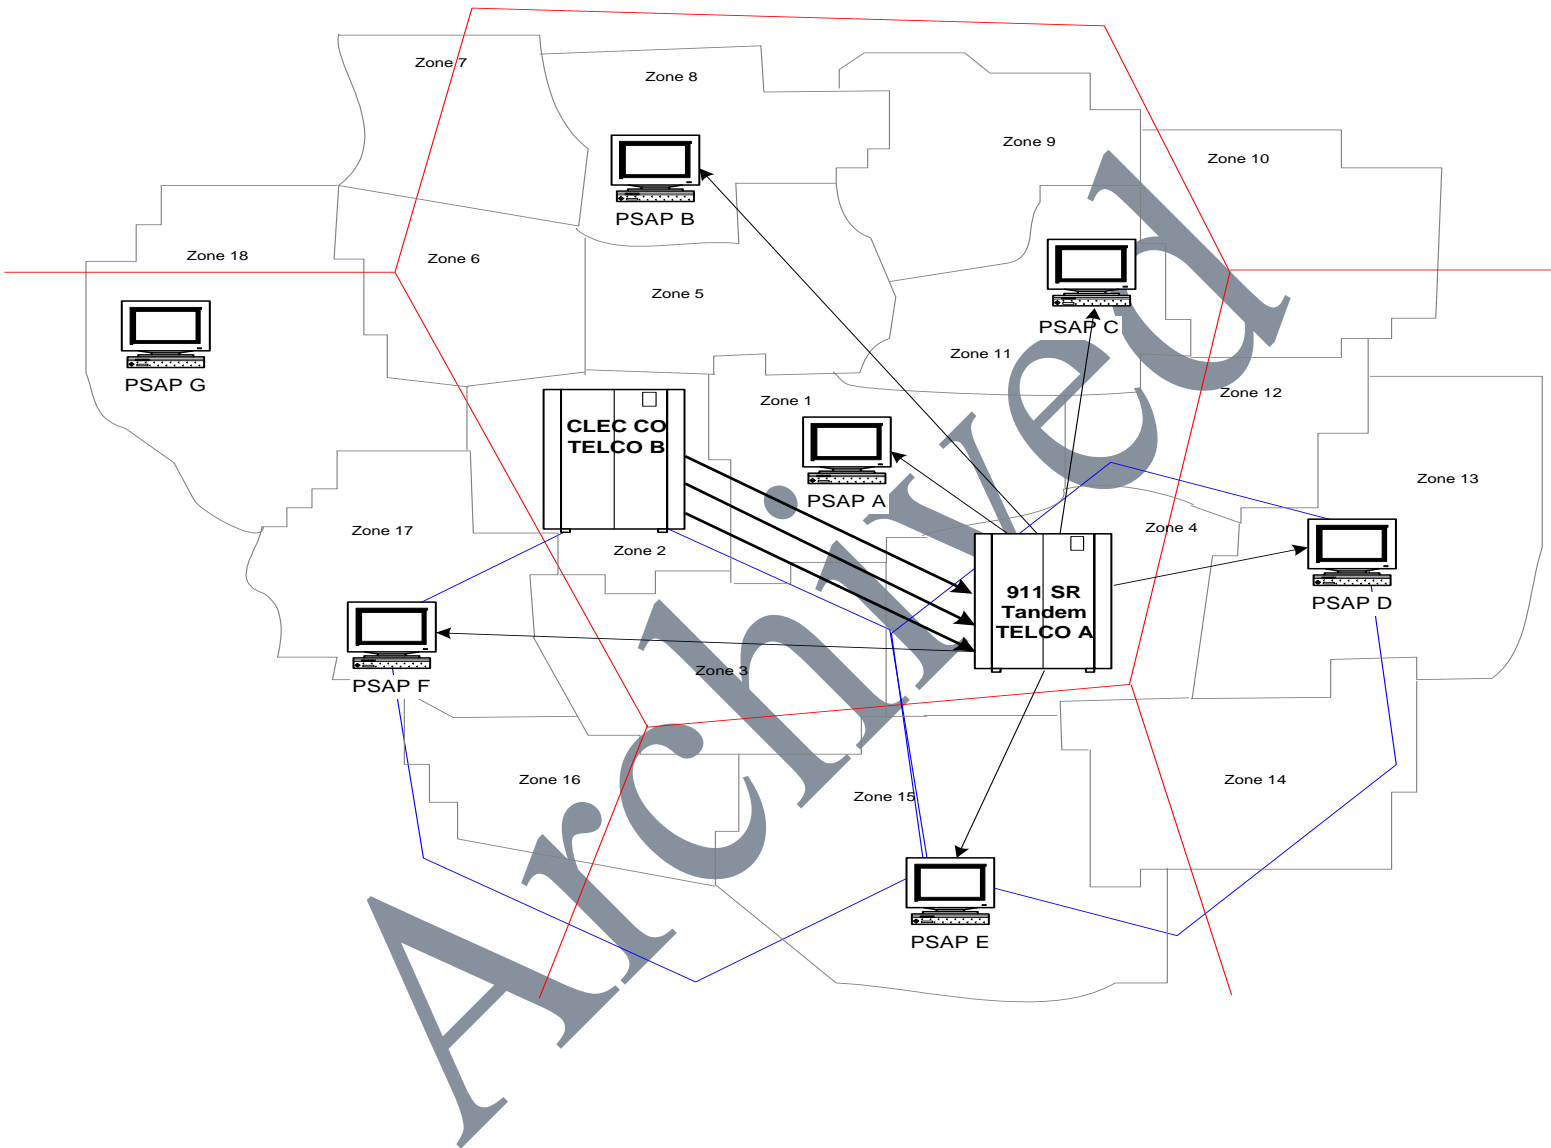 Zone 7
Zone 8
Zone 9
Zone 10
PSAP B
Zone 18
Zone 6
Zone 5
PSAP C
Zone 11
PSAP G
Zone 12
Zone 1
CLEC CO
TELCO B
PSAP A
Zone 13
Zone 17
Zone 2
Zone 4
911 SR
Tandem
TELCO A
PSAP D
PSAP F
Zone 3
Zone 16
Zone 15
Zone 14
PSAP E
Archived